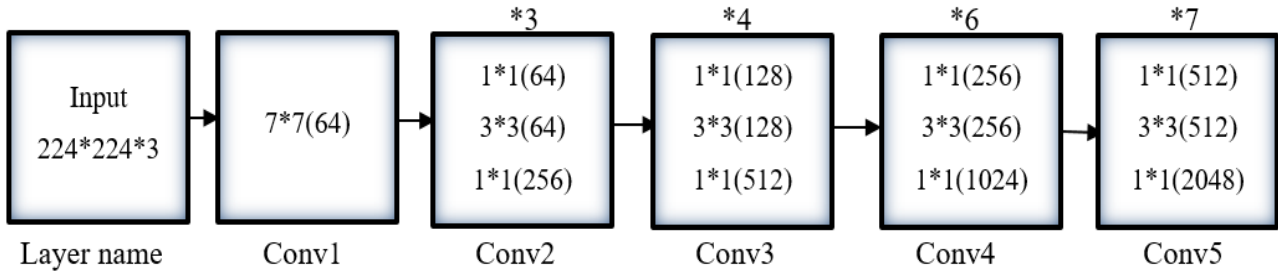 *3
*4
*6
*7
Input
224*224*3
7*7(64)
1*1(64)
3*3(64)
1*1(256)
1*1(128)
3*3(128)
1*1(512)
1*1(256)
3*3(256)
1*1(1024)
1*1(512)
3*3(512)
1*1(2048)
Layer name
Conv1
Conv2
Conv3
Conv4
Conv5